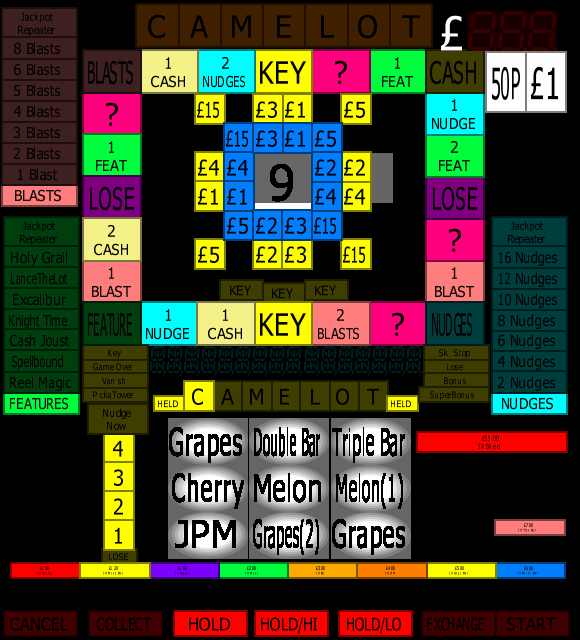 CAMELOT £
Jackpot
Repeater
8 Blasts
6 Blasts
5 Blasts
4 Blasts
3 Blasts
2 Blasts
1 Blast
BLASTS
BLASTS
1
CASH
2
NUDGES
KEY
?
1
FEAT
CASH
50P
£1
?
1
FEAT
LOSE
2
CASH
1
BLAST
£15 £3 £1 £5
£15 £3 £1 £5
£4 £4 9 £2 £2
£1 £1 £4 £4
£5 £2 £3 £15
£5 £2 £3 £15
1
NUDGE
2
FEAT
LOSE
?
1
BLAST
KEY KEY KEY
FEATURE
1
NUDGE
1
CASH
KEY
2
BLASTS
?
NUDGES
Jackpot
Repeater
Holy Grail
LanceTheLot
Excalibur
Knight Time
Cash Joust
Spellbound
Reel Magic
FEATURES
Jackpot
Repeater
16 Nudges
12 Nudges
10 Nudges
8 Nudges
6 Nudges
4 Nudges
2 Nudges
NUDGES
Key
GameOver
Vanish
PickaTower
Nudge
Now
Sk Stop
Lose
Bonus
SuperBonus
HELD CAMELOT HELD
4
3
2
1
LOSE
Grapes Double Bar Triple Bar
Cherry Melon Melon(1)
JPM Grapes(2) Grapes
CANCEL COLLECT HOLD HOLD/HI HOLD/LO EXCHANGE START